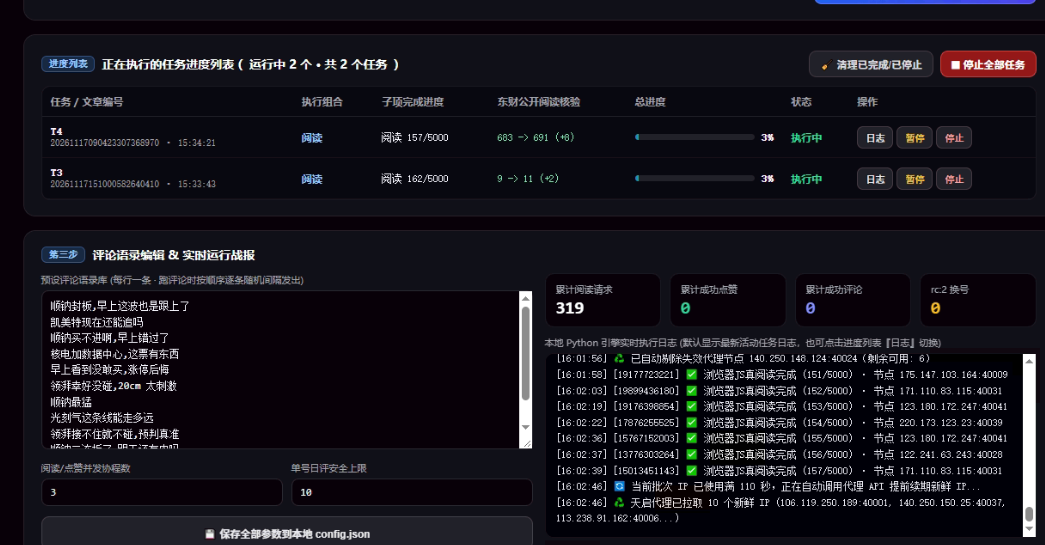 进度列表 正在执行的任务进度列表 ( 运行中 2 个 • 共 2 个任务 )
清理已完成/已停止
停止全部任务
任务 / 文章编号 执行组合 子项完成进度 东财公开阅读核验 总进度 状态 操作
T4
20261117090423307368970 • 15:34:21
阅读 阅读 157/5000 683 -> 691 (+8) 3% 执行中 日志 暂停 停止
T3
20261117151000582640410 • 15:33:43
阅读 阅读 162/5000 9 -> 11 (+2) 3% 执行中 日志 暂停 停止
第三步 评论语录编辑 & 实时运行战报
预设评论语录库 (每行一条 · 跑评论时按顺序逐条随机间隔发出)
顺钠封板,早上这波也是跟上了
凯美特现在还能追吗
顺钠买不进啊,早上错过了
核电加数据中心,这票有东西
早上看到没敢买,涨停后悔
领湃幸好没碰,20cm 太刺激
顺钠最猛
光刻气这条线能走多远
领湃接不住就不碰,预判真准
阅读/点赞并发协程数
3
单号日评安全上限
10
保存全部参数到本地 config.json
累计阅读请求
319
累计成功点赞
0
累计成功评论
0
rc:2 换号
0
本地 Python 引擎实时执行日志 (默认显示最新活动任务日志, 也可点击进度列表『日志』切换)
[16:01:56] 已自动剔除失效代理节点 140.250.148.124:40024 (剩余可用: 6)
[16:01:58] [19177723221] 浏览器JS真阅读完成 (151/5000) · 节点 175.147.103.164:40009
[16:02:03] [19899436180] 浏览器JS真阅读完成 (152/5000) · 节点 171.110.83.115:40031
[16:02:19] [19176398854] 浏览器JS真阅读完成 (153/5000) · 节点 123.180.172.247:40041
[16:02:22] [17876255525] 浏览器JS真阅读完成 (154/5000) · 节点 220.173.123.23:40039
[16:02:36] [15767152003] 浏览器JS真阅读完成 (155/5000) · 节点 123.180.172.247:40041
[16:02:37] [13776303264] 浏览器JS真阅读完成 (156/5000) · 节点 122.241.63.243:40028
[16:02:39] [15013451143] 浏览器JS真阅读完成 (157/5000) · 节点 171.110.83.115:40031
[16:02:46] 当前批次 IP 已使用满 110 秒，正在自动调用代理 API 提前续期新鲜 IP...
[16:02:46] 天启代理已拉取 10 个新鲜 IP (106.119.250.189:40001, 140.250.150.25:40037,
113.238.91.162:40006...)